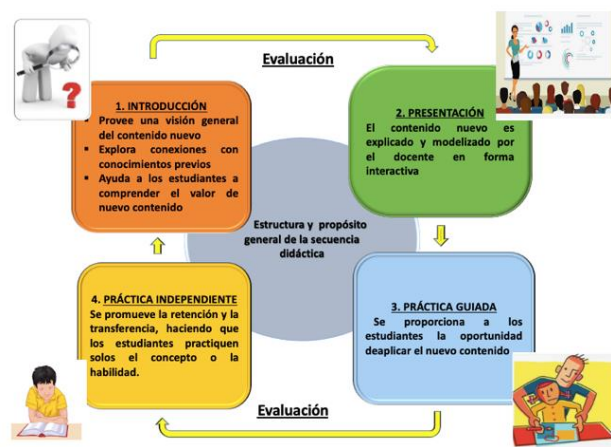 Evaluación
1. INTRODUCCIÓN
▪ Provee una visión general
del contenido nuevo
▪ Explora conexiones con
conocimientos previos
▪ Ayuda a los estudiantes a
comprender el valor de
nuevo contenido
2. PRESENTACIÓN
El contenido nuevo es
explicado y modelizado por
el docente en forma
interactiva
Estructura y propósito
general de la secuencia
didáctica
4. PRÁCTICA INDEPENDIENTE
Se promueve la retención y la
transferencia, haciendo que
los estudiantes practiquen
solos el concepto o la
habilidad.
3. PRÁCTICA GUIADA
Se proporciona a los
estudiantes la oportunidad
deaplicar el nuevo contenido
Evaluación